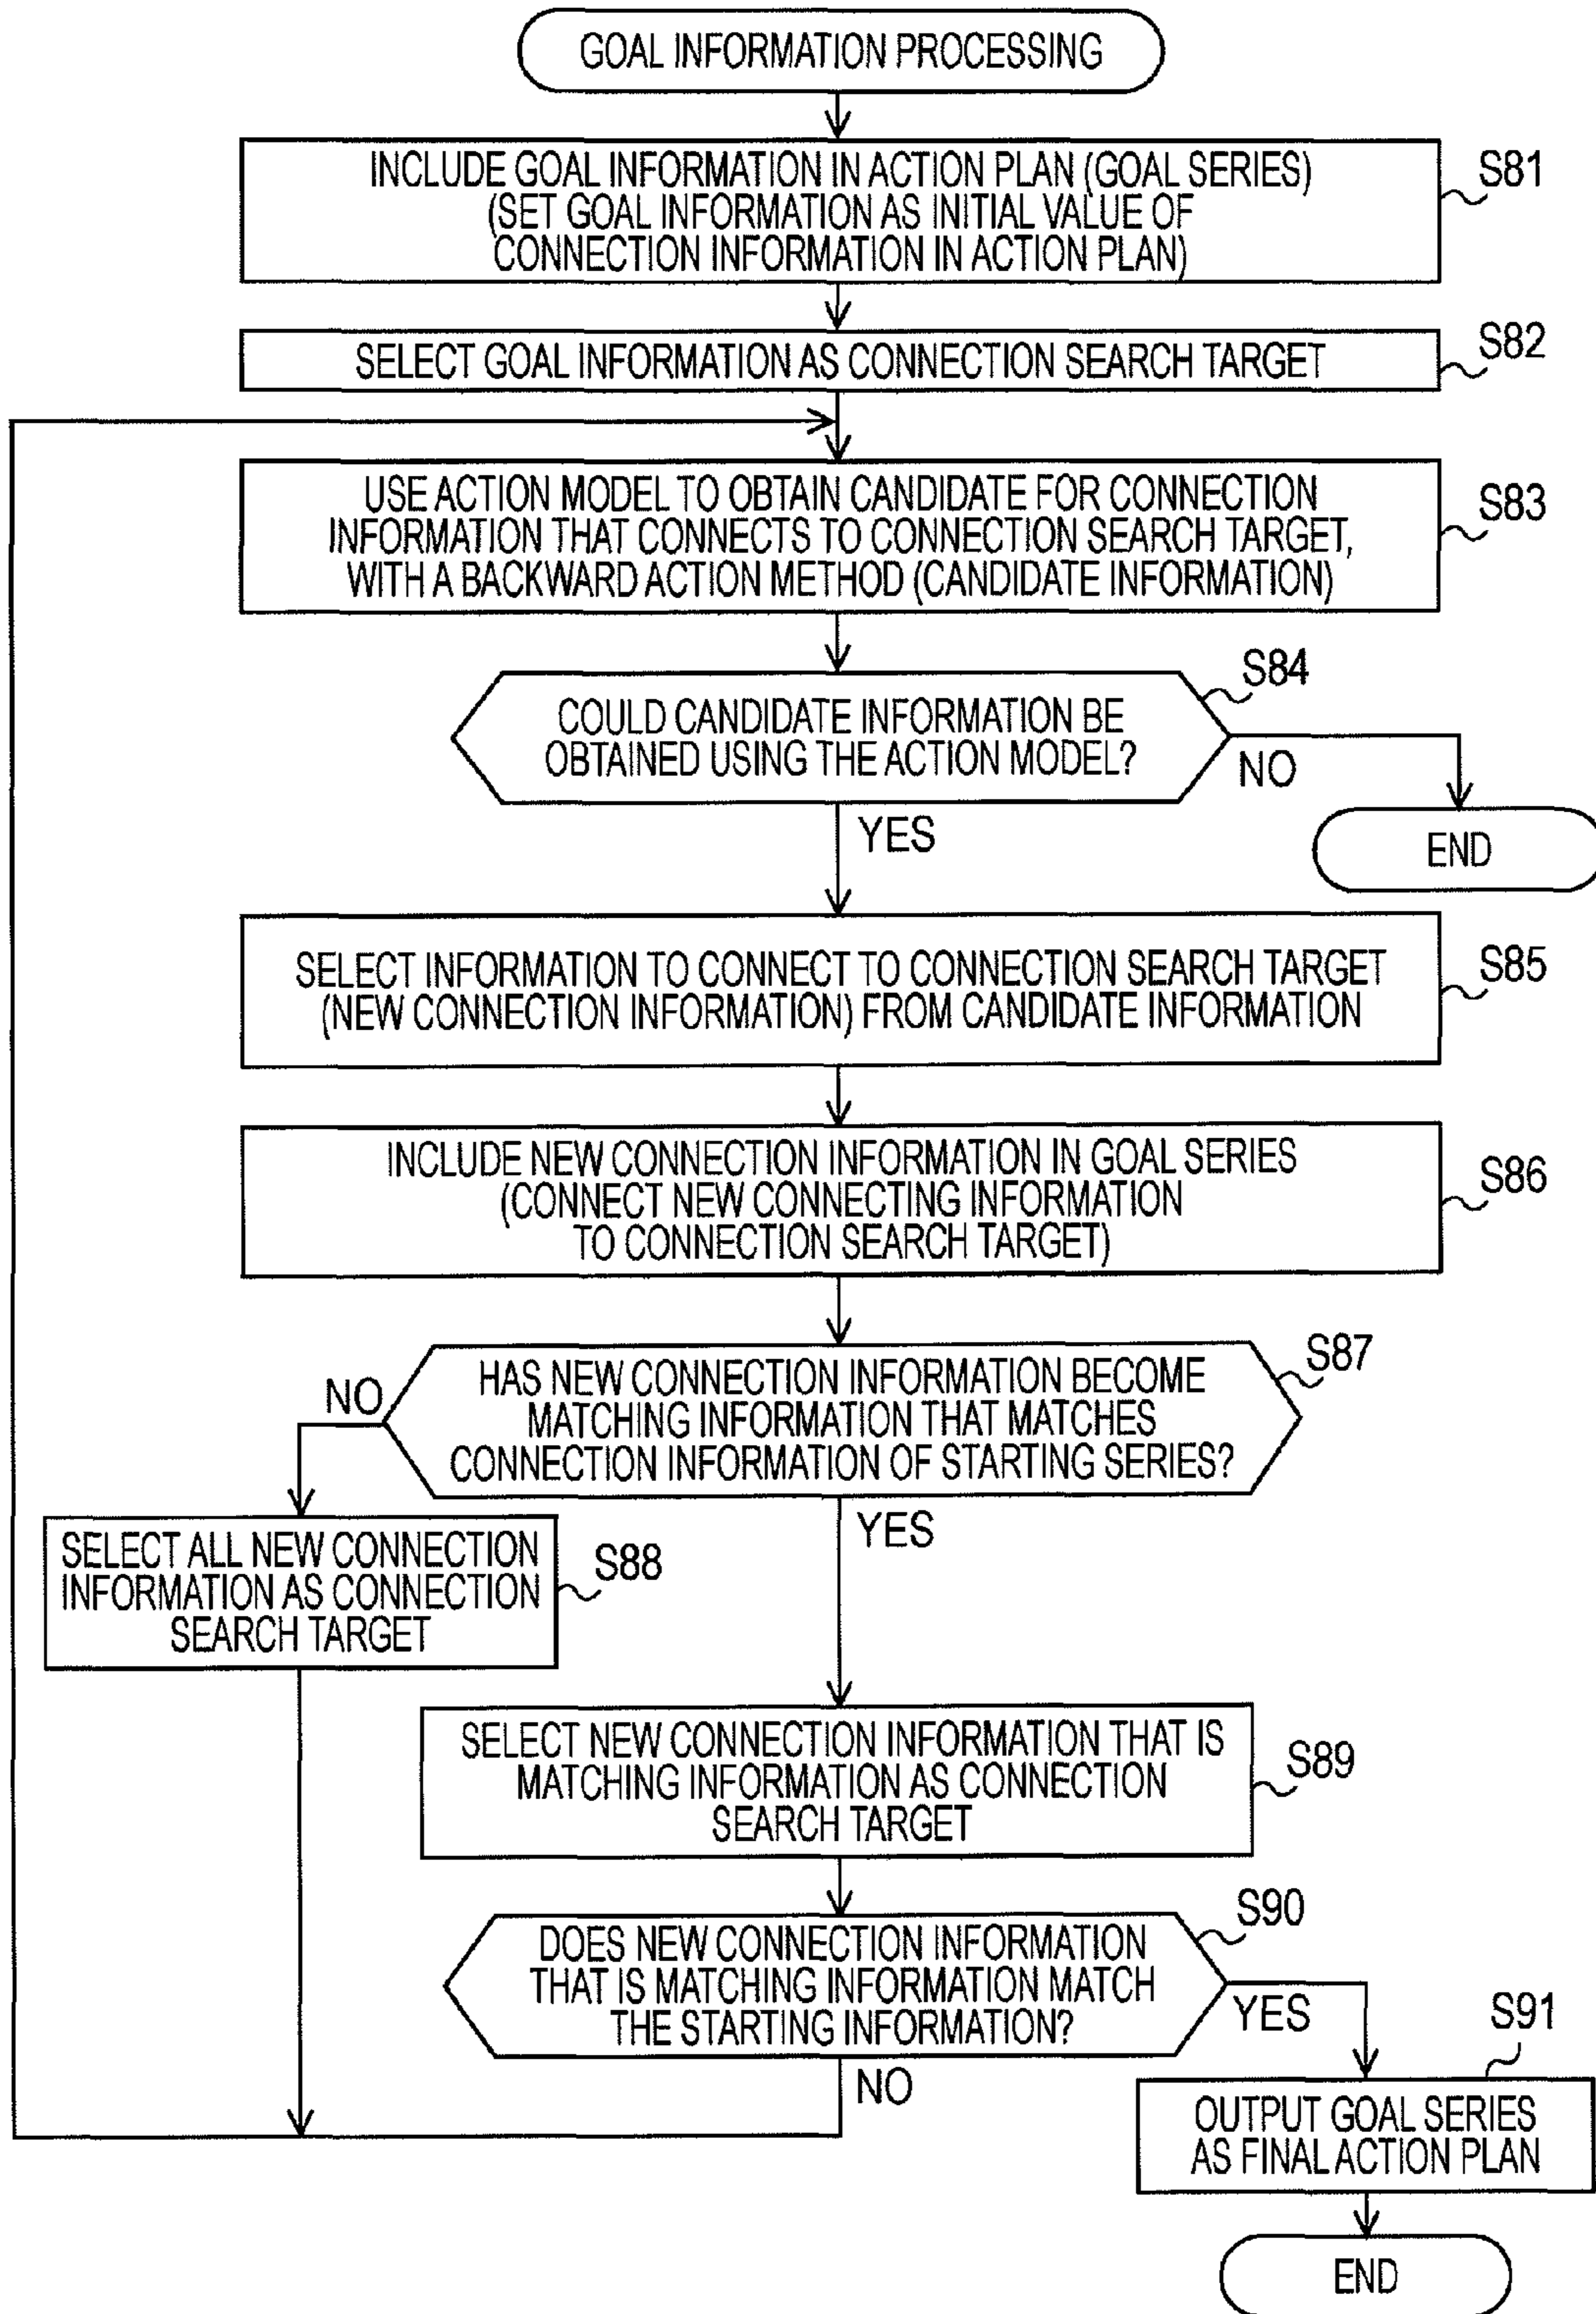 GOAL INFORMATION PROCESSING
INCLUDE GOAL INFORMATION IN ACTION PLAN (GOAL SERIES)
(SET GOAL INFORMATION AS INITIAL VALUE OF
CONNECTION INFORMATION IN ACTION PLAN)
S81
SELECT GOAL INFORMATION AS CONNECTION SEARCH TARGET
S82
USE ACTION MODEL TO OBTAIN CANDIDATE FOR CONNECTION
INFORMATION THAT CONNECTS TO CONNECTION SEARCH TARGET,
WITH A BACKWARD ACTION METHOD (CANDIDATE INFORMATION)
S83
S84
COULD CANDIDATE INFORMATION BE
OBTAINED USING THE ACTION MODEL?
NO
YES
END
SELECT INFORMATION TO CONNECT TO CONNECTION SEARCH TARGET
(NEW CONNECTION INFORMATION) FROM CANDIDATE INFORMATION
S85
INCLUDE NEW CONNECTION INFORMATION IN GOAL SERIES
(CONNECT NEW CONNECTING INFORMATION
TO CONNECTION SEARCH TARGET)
S86
S87
HAS NEW CONNECTION INFORMATION BECOME
MATCHING INFORMATION THAT MATCHES
CONNECTION INFORMATION OF STARTING SERIES?
NO
YES
SELECT ALL NEW CONNECTION
INFORMATION AS CONNECTION
SEARCH TARGET
S88
SELECT NEW CONNECTION INFORMATION THAT IS
MATCHING INFORMATION AS CONNECTION
SEARCH TARGET
S89
S90
DOES NEW CONNECTION INFORMATION
THAT IS MATCHING INFORMATION MATCH
THE STARTING INFORMATION?
YES
NO
S91
OUTPUT GOAL SERIES
AS FINAL ACTION PLAN
END